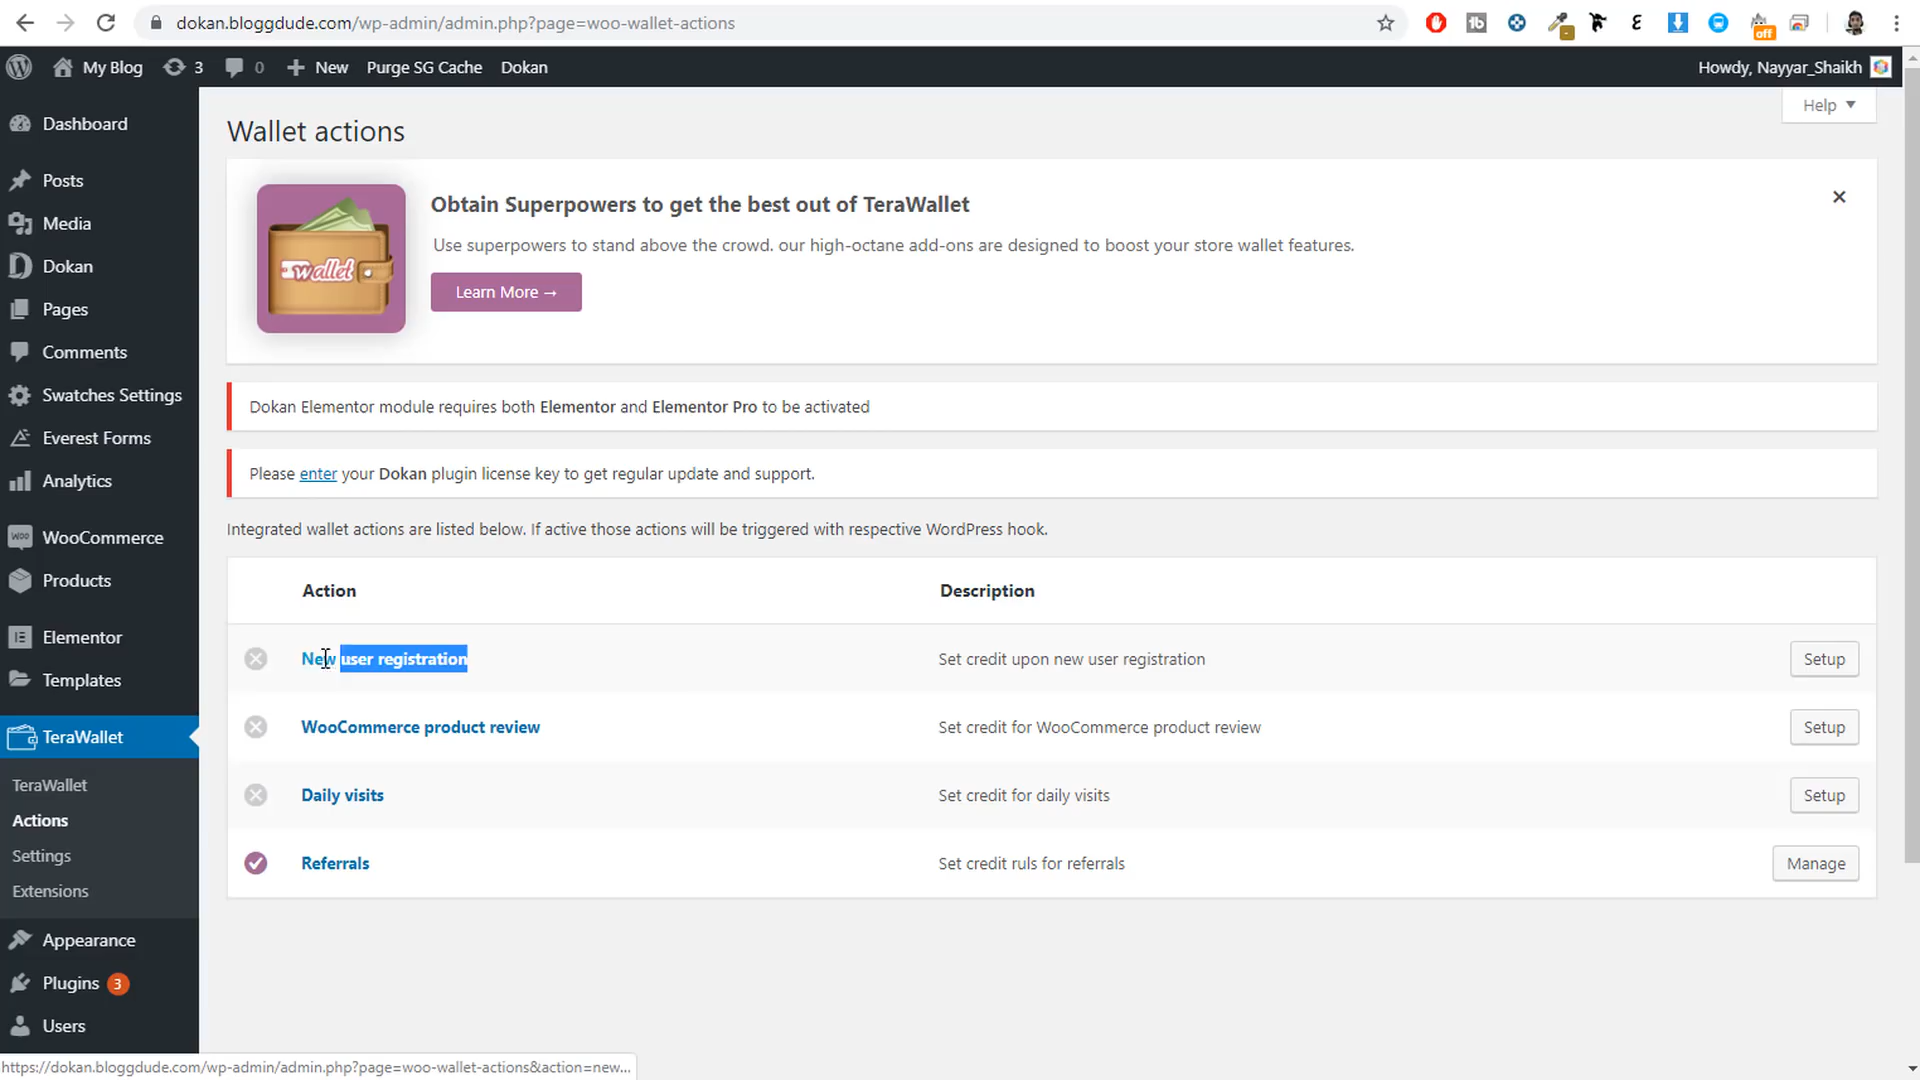 dokan.bloggdude.com/wp-admin/admin.php?page=woo-wallet-actions
off
My Blog 3 0 New Purge SG Cache Dokan Howdy, Nayyar_Shaikh
Help
Dashboard
Posts
Media
Dokan
Pages
Comments
Swatches Settings
Everest Forms
Analytics
WooCommerce
Products
Elementor
Templates
TeraWallet
TeraWallet
Actions
Settings
Extensions
Appearance
Plugins 3
Users
Wallet actions
wallet
Obtain Superpowers to get the best out of TeraWallet
Use superpowers to stand above the crowd. our high-octane add-ons are designed to boost your store wallet features.
Learn More →
Dokan Elementor module requires both Elementor and Elementor Pro to be activated
Please enter your Dokan plugin license key to get regular update and support.
Integrated wallet actions are listed below. If active those actions will be triggered with respective WordPress hook.
Action Description
New user registration Set credit upon new user registration Setup
WooCommerce product review Set credit for WooCommerce product review Setup
Daily visits Set credit for daily visits Setup
Referrals Set credit ruls for referrals Manage
https://dokan.bloggdude.com/wp-admin/admin.php?page=woo-wallet-actions&action=new...